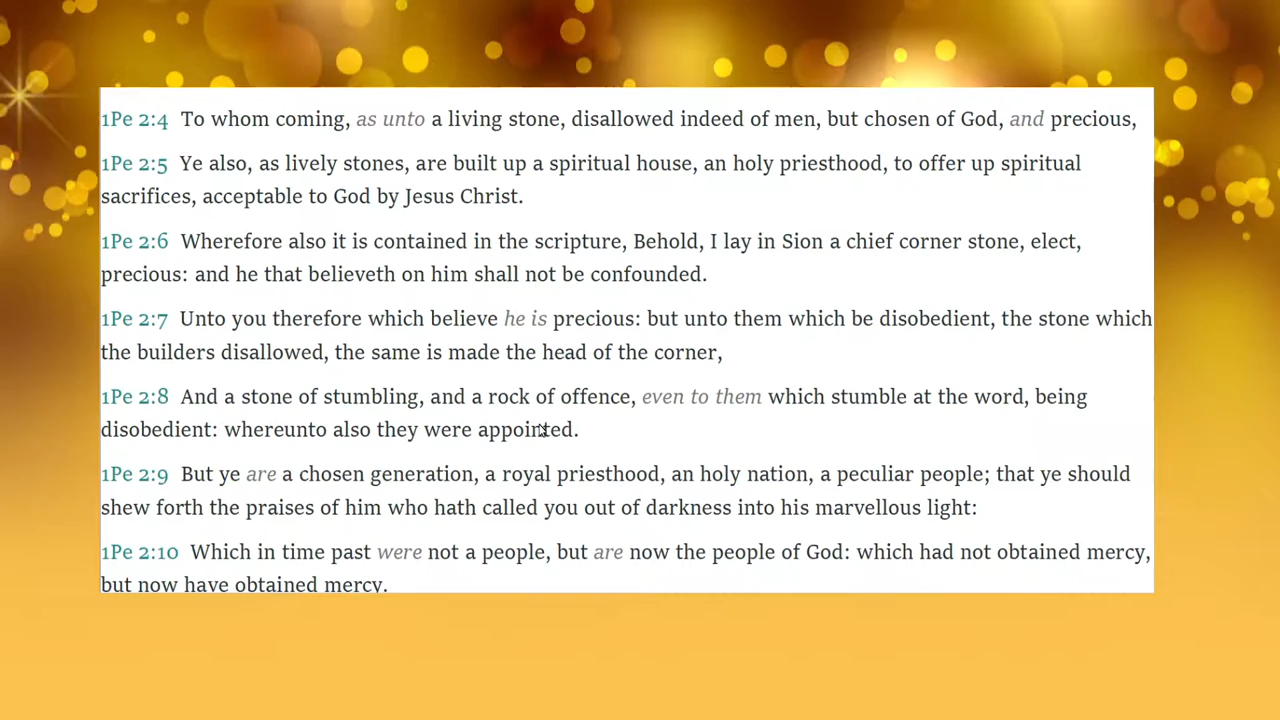 1Pe 2:4 To whom coming, as unto a living stone, disallowed indeed of men, but chosen of God, and precious,
1Pe 2:5 Ye also, as lively stones, are built up a spiritual house, an holy priesthood, to offer up spiritual
sacrifices, acceptable to God by Jesus Christ.
1Pe 2:6 Wherefore also it is contained in the scripture, Behold, I lay in Sion a chief corner stone, elect,
precious: and he that believeth on him shall not be confounded.
1Pe 2:7 Unto you therefore which believe he is precious: but unto them which be disobedient, the stone which
the builders disallowed, the same is made the head of the corner,
1Pe 2:8 And a stone of stumbling, and a rock of offence, even to them which stumble at the word, being
disobedient: whereunto also they were appointed.
1Pe 2:9 But ye are a chosen generation, a royal priesthood, an holy nation, a peculiar people; that ye should
shew forth the praises of him who hath called you out of darkness into his marvellous light:
1Pe 2:10 Which in time past were not a people, but are now the people of God: which had not obtained mercy,
but now have obtained mercy.